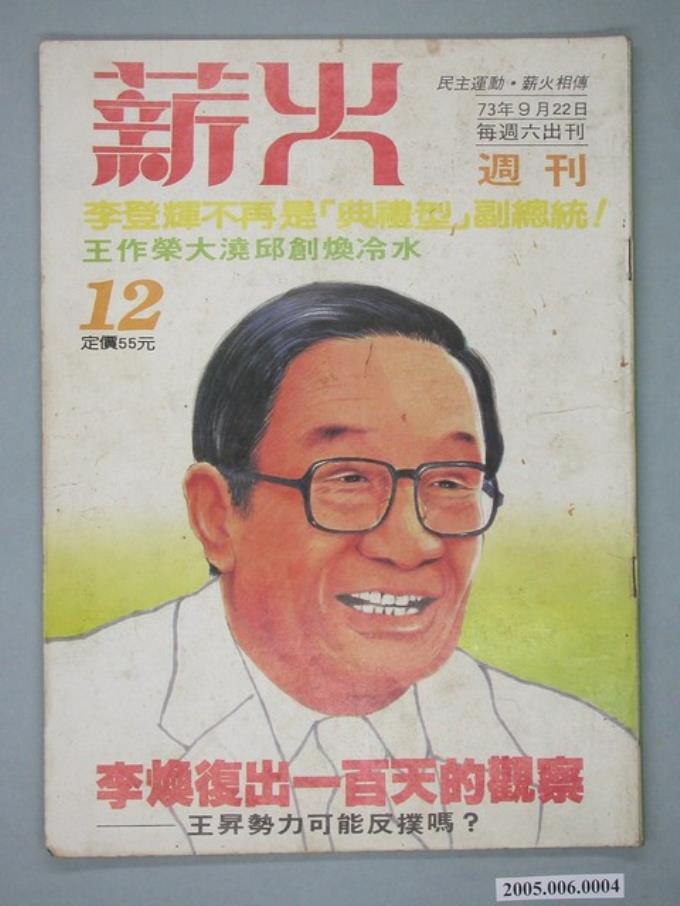 薪火
民主運動·薪火相傳
73年9月22日
每週六出刊
週刊
李登輝不再是「典禮型」副總統！
王作榮大澆邱創煥冷水
12
定價55元
李煥復出一百天的觀察
——王昇勢力可能反撲嗎？
2005.006.0004